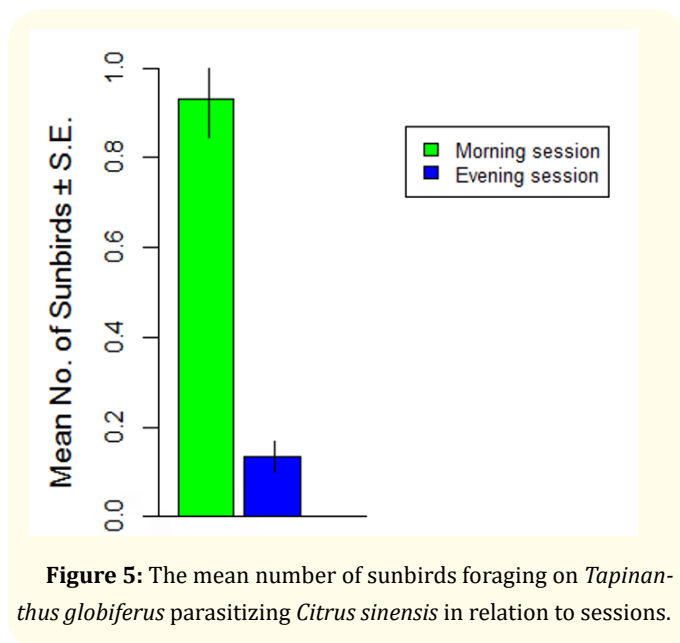 Mean No. of Sunbirds ± S.E.
1.0
0.8
0.6
0.4
0.2
0.0
Morning session
Evening session
Figure 5: The mean number of sunbirds foraging on Tapinan-
thus globiferus parasitizing Citrus sinensis in relation to sessions.